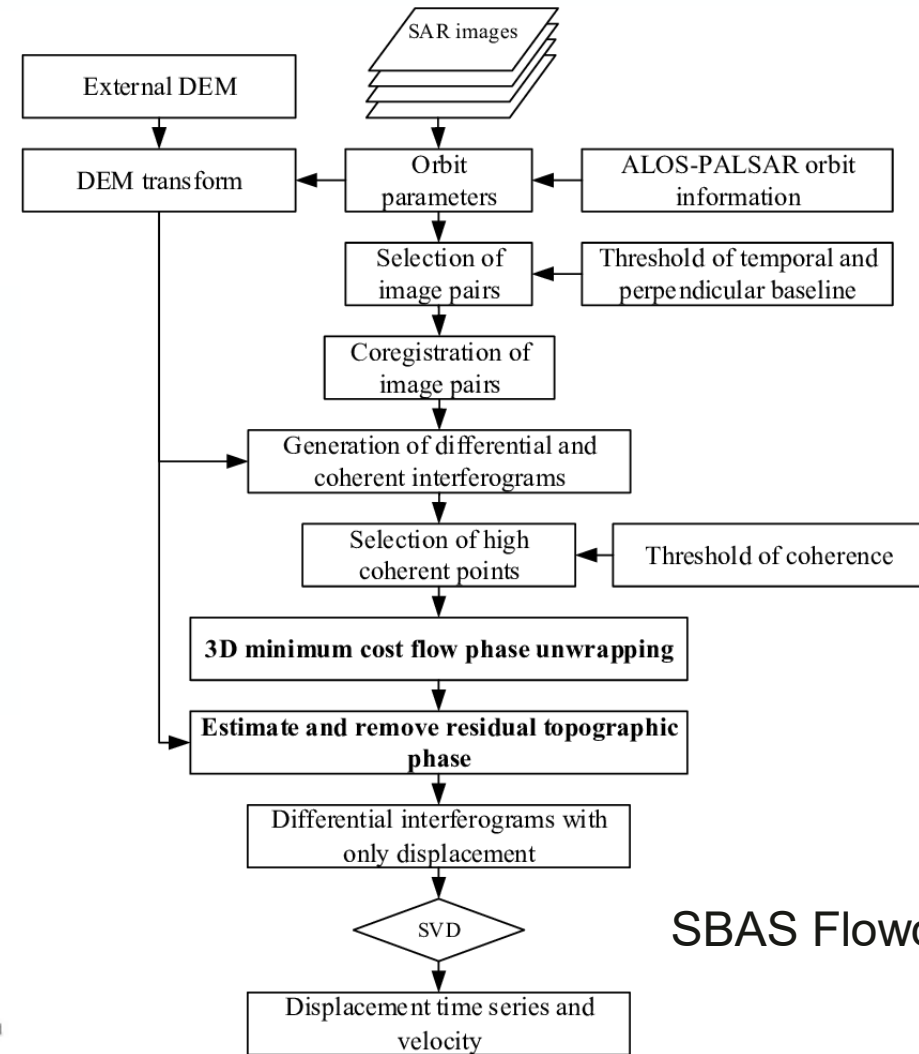 SAR images
External DEM
DEM transform
Orbit
parameters
ALOS-PALSAR orbit
information
Selection of
image pairs
Threshold of temporal and
perpendicular baseline
Coregistration of
image pairs
Generation of differential and
coherent interferograms
Selection of high
coherent points
Threshold of coherence
3D minimum cost flow phase unwrapping
Estimate and remove residual topographic
phase
Differential interferograms with
only displacement
SVD
SBAS
Displacement time series and
velocity